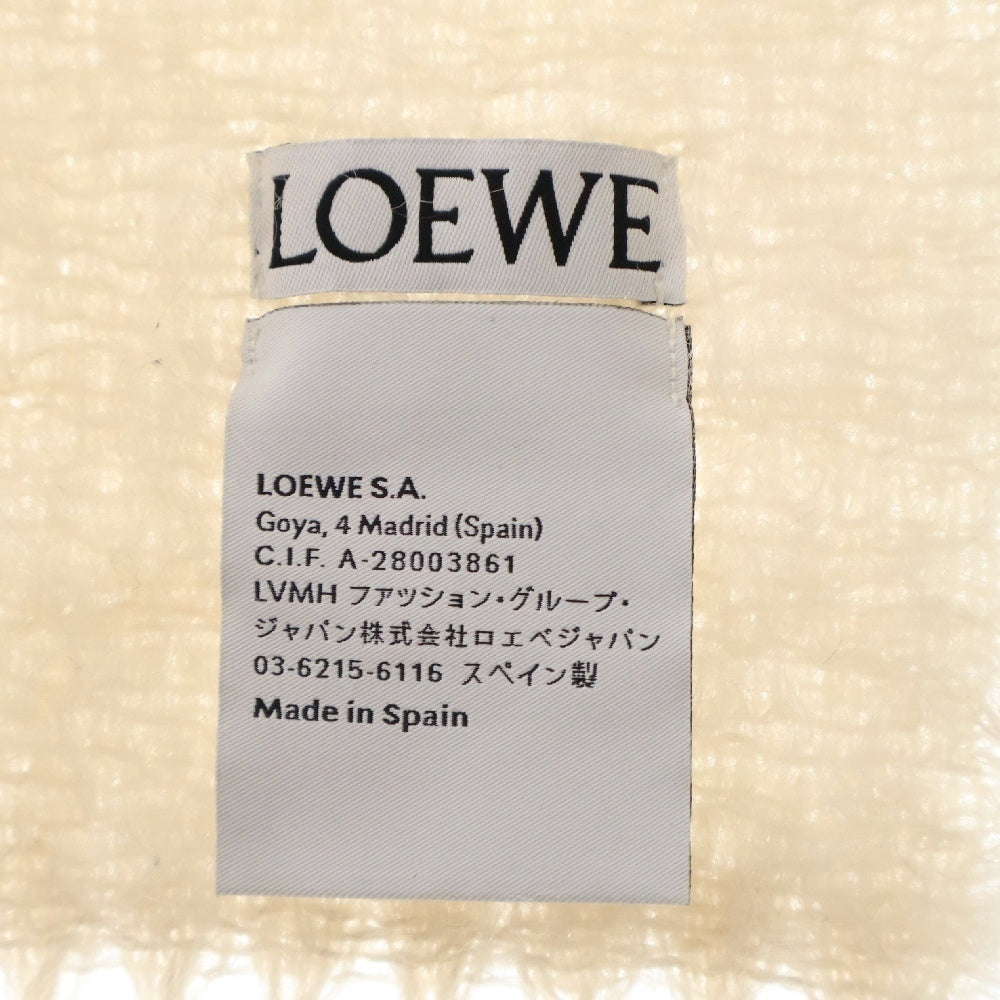 LOEWE
LOEWE S.A.
Goya, 4 Madrid (Spain)
C.I.F. A-28003861
LVMH ファッション・グループ・
ジャパン株式会社ロエベジャパン
03-6215-6116 スペイン製
Made in Spain